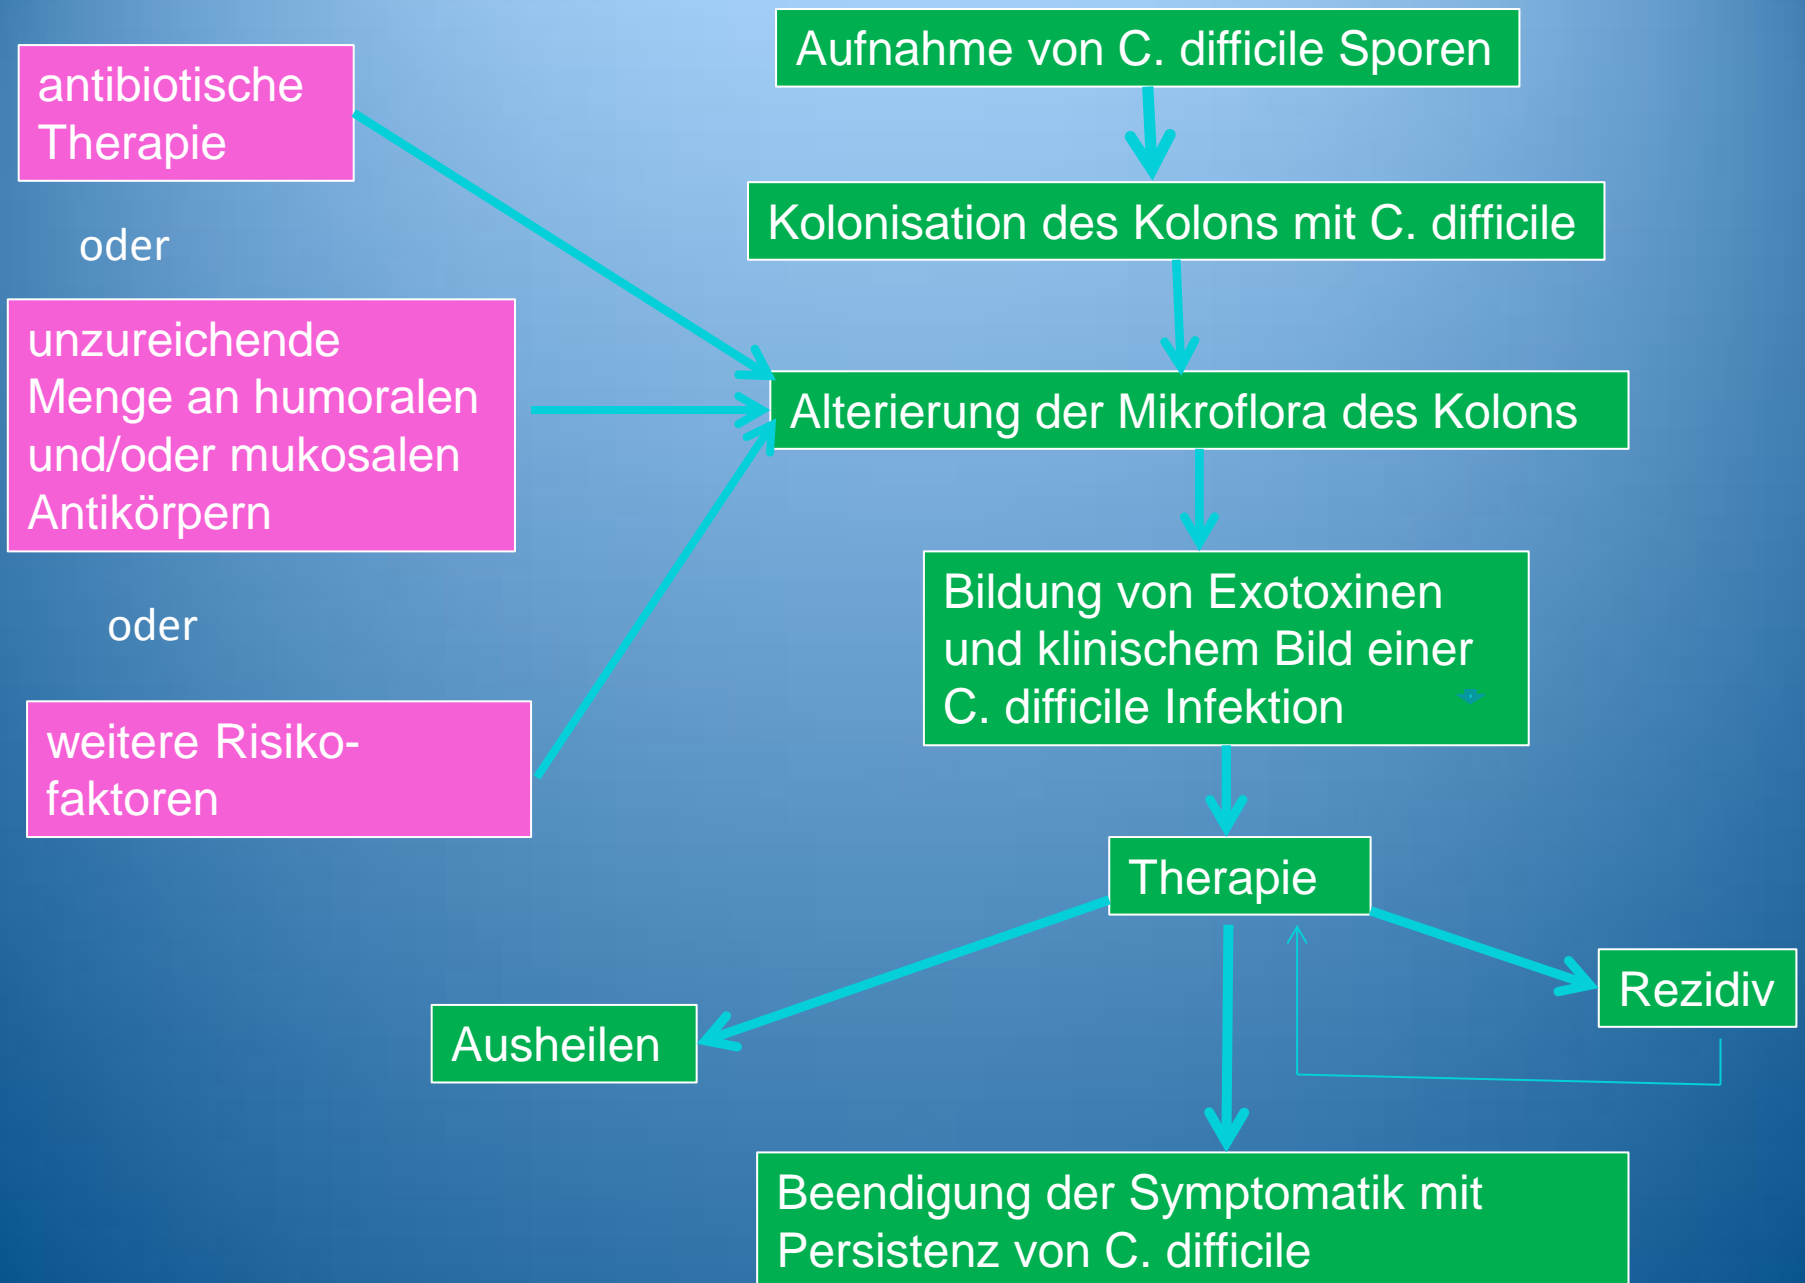 Aufnahme von C. difficile Sporen
antibiotische
Therapie
Kolonisation des Kolons mit C. difficile
oder
unzureichende
Menge an humoralen
und/oder mukosalen
Antikörpern
Alterierung der Mikroflora des Kolons
oder
Bildung von Exotoxinen
und klinischem Bild einer
C. difficile Infektion
weitere Risiko-
faktoren
Therapie
Rezidiv
Ausheilen
Beendigung der Symptomatik mit
Persistenz von C. difficile